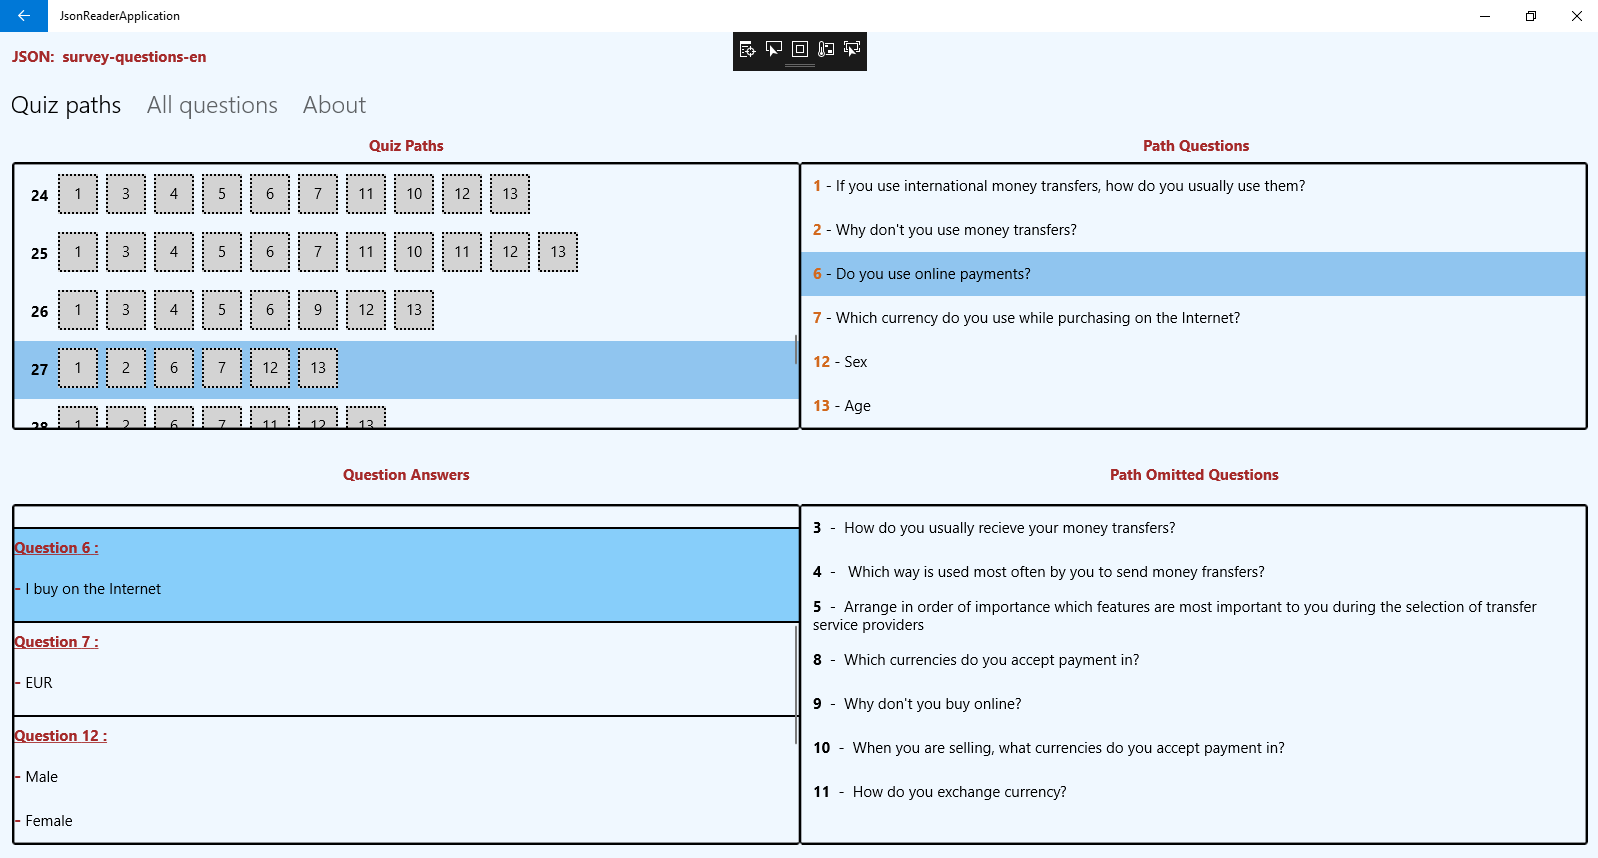 JsonReaderApplication
JSON: survey-questions-en
Quiz paths All questions About
Quiz Paths
24 1 3 4 5 6 7 11 10 12 13
25 1 3 4 5 6 7 11 10 11 12 13
26 1 3 4 5 6 9 12 13
27 1 2 6 7 12 13
28 1 2 6 7 11 12 13
Path Questions
1 - If you use international money transfers, how do you usually use them?
2 - Why don't you use money transfers?
6 - Do you use online payments?
7 - Which currency do you use while purchasing on the Internet?
12 - Sex
13 - Age
Question Answers
Question 6 :
- I buy on the Internet
Question 7 :
- EUR
Question 12 :
- Male
- Female
Path Omitted Questions
3 - How do you usually recieve your money transfers?
4 - Which way is used most often by you to send money fransfers?
5 - Arrange in order of importance which features are most important to you during the selection of transfer
service providers
8 - Which currencies do you accept payment in?
9 - Why don't you buy online?
10 - When you are selling, what currencies do you accept payment in?
11 - How do you exchange currency?